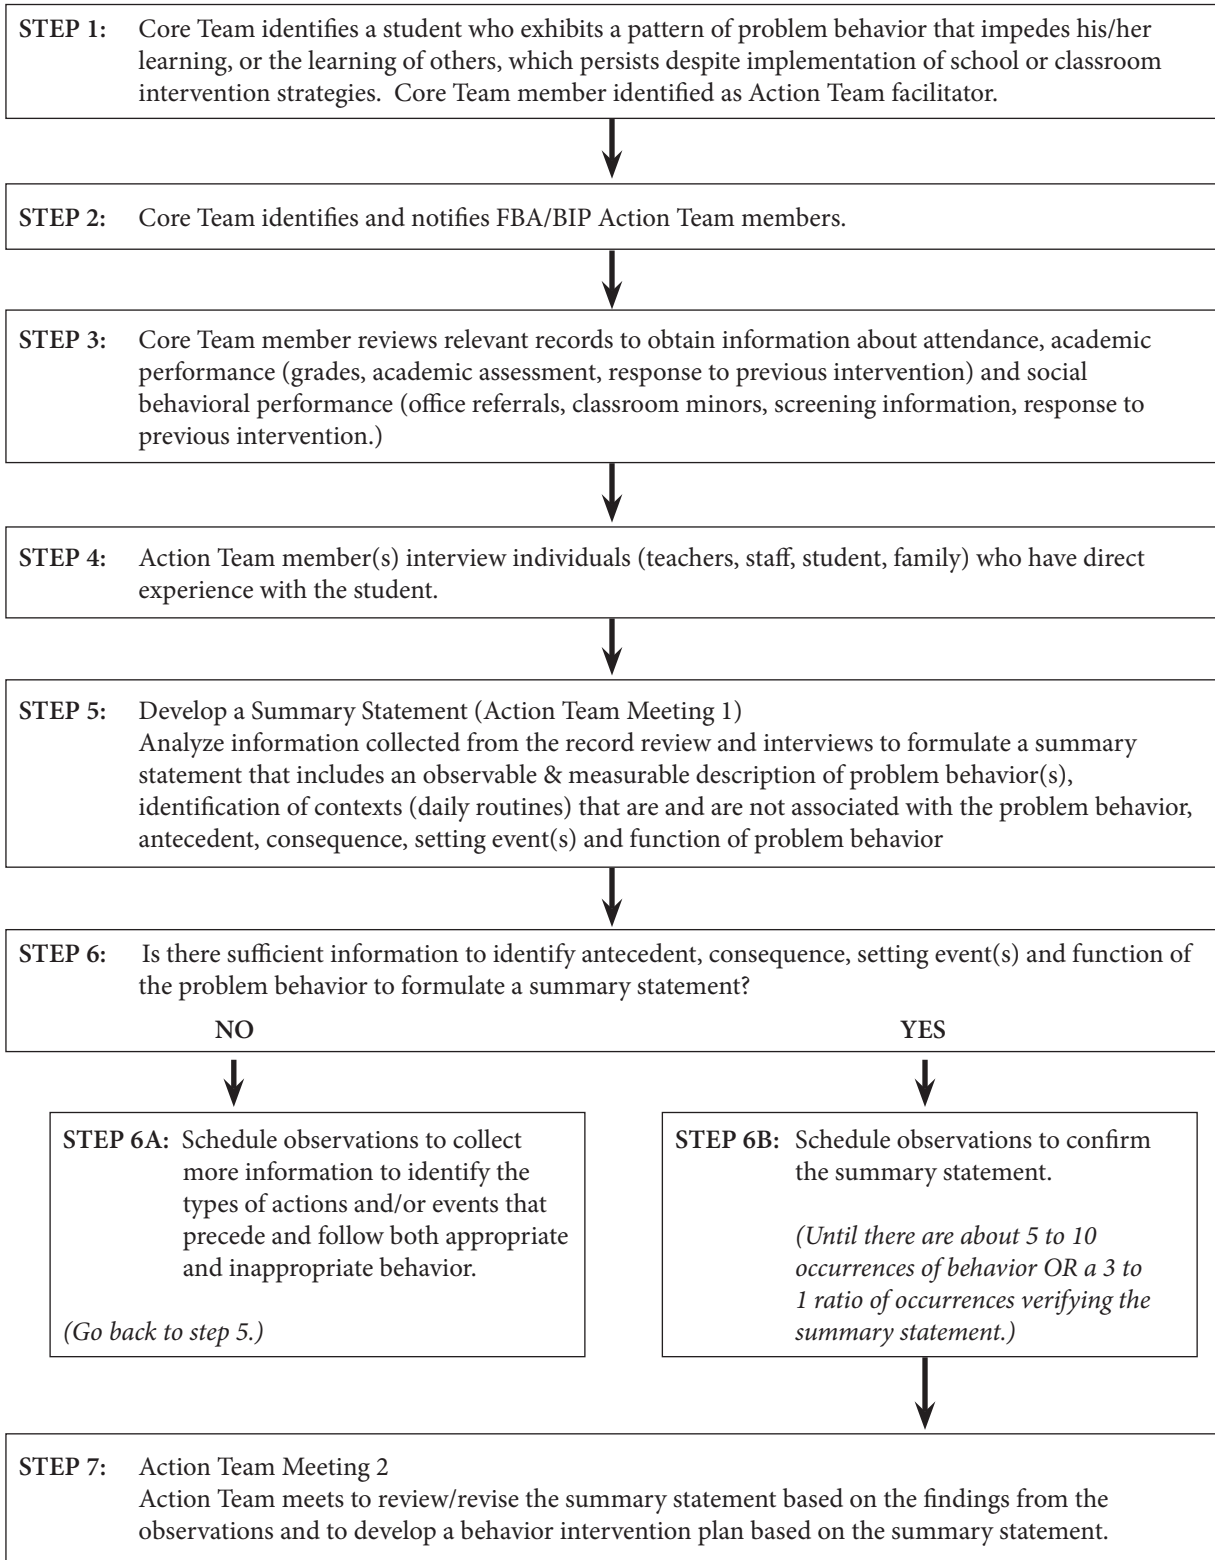 STEP 1: Core Team identifies a student who exhibits a pattern of problem behavior that impedes his/her
learning, or the learning of others, which persists despite implementation of school or classroom
intervention strategies.  Core Team member identified as Action Team facilitator.
STEP 2: Core Team identifies and notifies FBA/BIP Action Team members.
STEP 3: Core Team member reviews relevant records to obtain information about attendance, academic
performance (grades, academic assessment, response to previous intervention) and social
behavioral performance (office referrals, classroom minors, screening information, response to
previous intervention.)
STEP 4: Action Team member(s) interview individuals (teachers, staff, student, family) who have direct
experience with the student.
STEP 5: Develop a Summary Statement (Action Team Meeting 1)
Analyze information collected from the record review and interviews to formulate a summary
statement that includes an observable & measurable description of problem behavior(s),
identification of contexts (daily routines) that are and are not associated with the problem behavior,
antecedent, consequence, setting event(s) and function of problem behavior
STEP 6: Is there sufficient information to identify antecedent, consequence, setting event(s) and function of
the problem behavior to formulate a summary statement?
NO YES
STEP 6A: Schedule observations to collect
more information to identify the
types of actions and/or events that
precede and follow both appropriate
and inappropriate behavior.
(Go back to step 5.)
STEP 6B: Schedule observations to confirm
the summary statement.
(Until there are about 5 to 10
occurrences of behavior OR a 3 to
1 ratio of occurrences verifying the
summary statement.)
STEP 7: Action Team Meeting 2
Action Team meets to review/revise the summary statement based on the findings from the
observations and to develop a behavior intervention plan based on the summary statement.